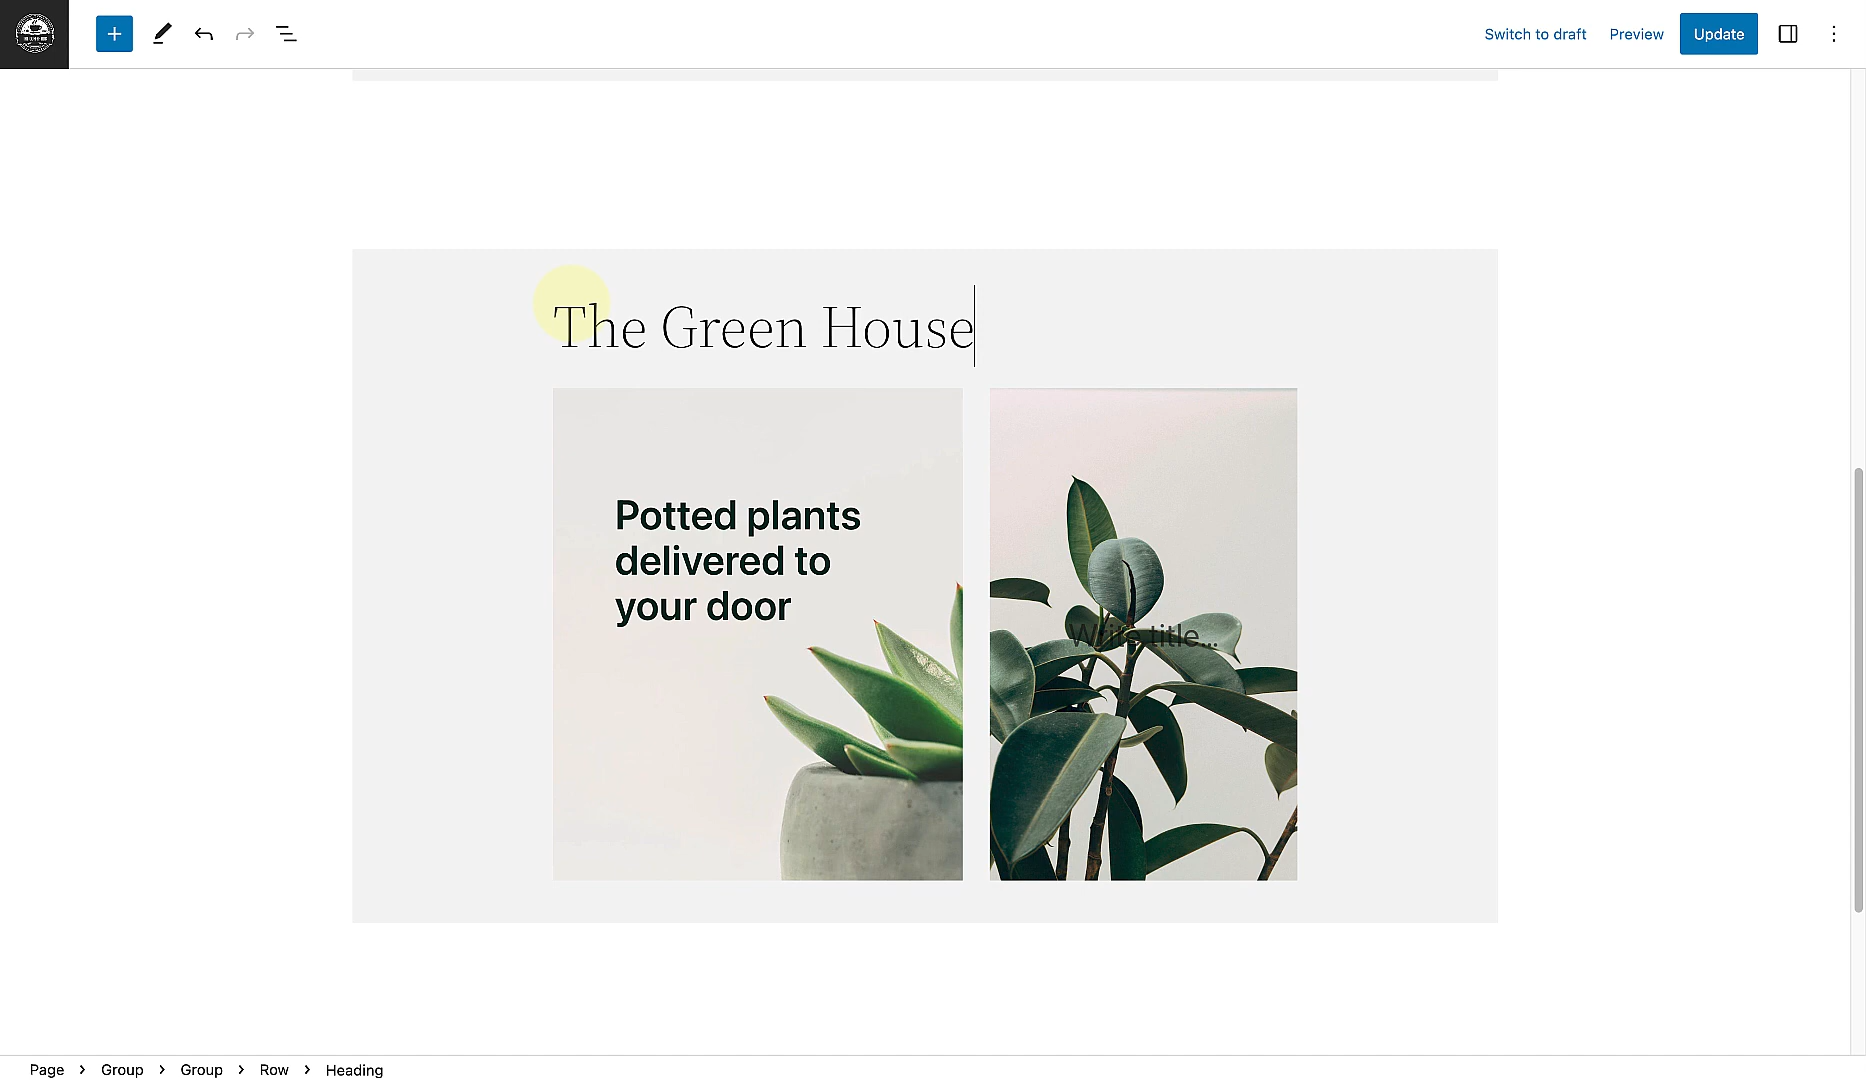 Switch to draft
Preview
Update
The Green House
Potted plants
delivered to
your door
Write title...
Page > Group > Group > Row > Heading